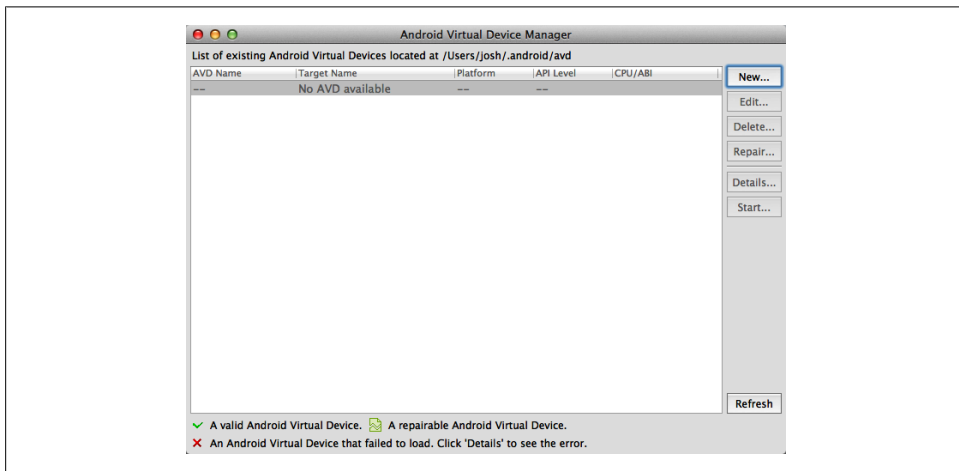 Android Virtual Device Manager
List of existing Android Virtual Devices located at /Users/josh/.android/avd
AVD Name Target Name Platform API Level CPU/ABI
-- No AVD available -- --
New...
Edit...
Delete...
Repair...
Details...
Start...
Refresh
A valid Android Virtual Device. A repairable Android Virtual Device.
An Android Virtual Device that failed to load. Click 'Details' to see the error.